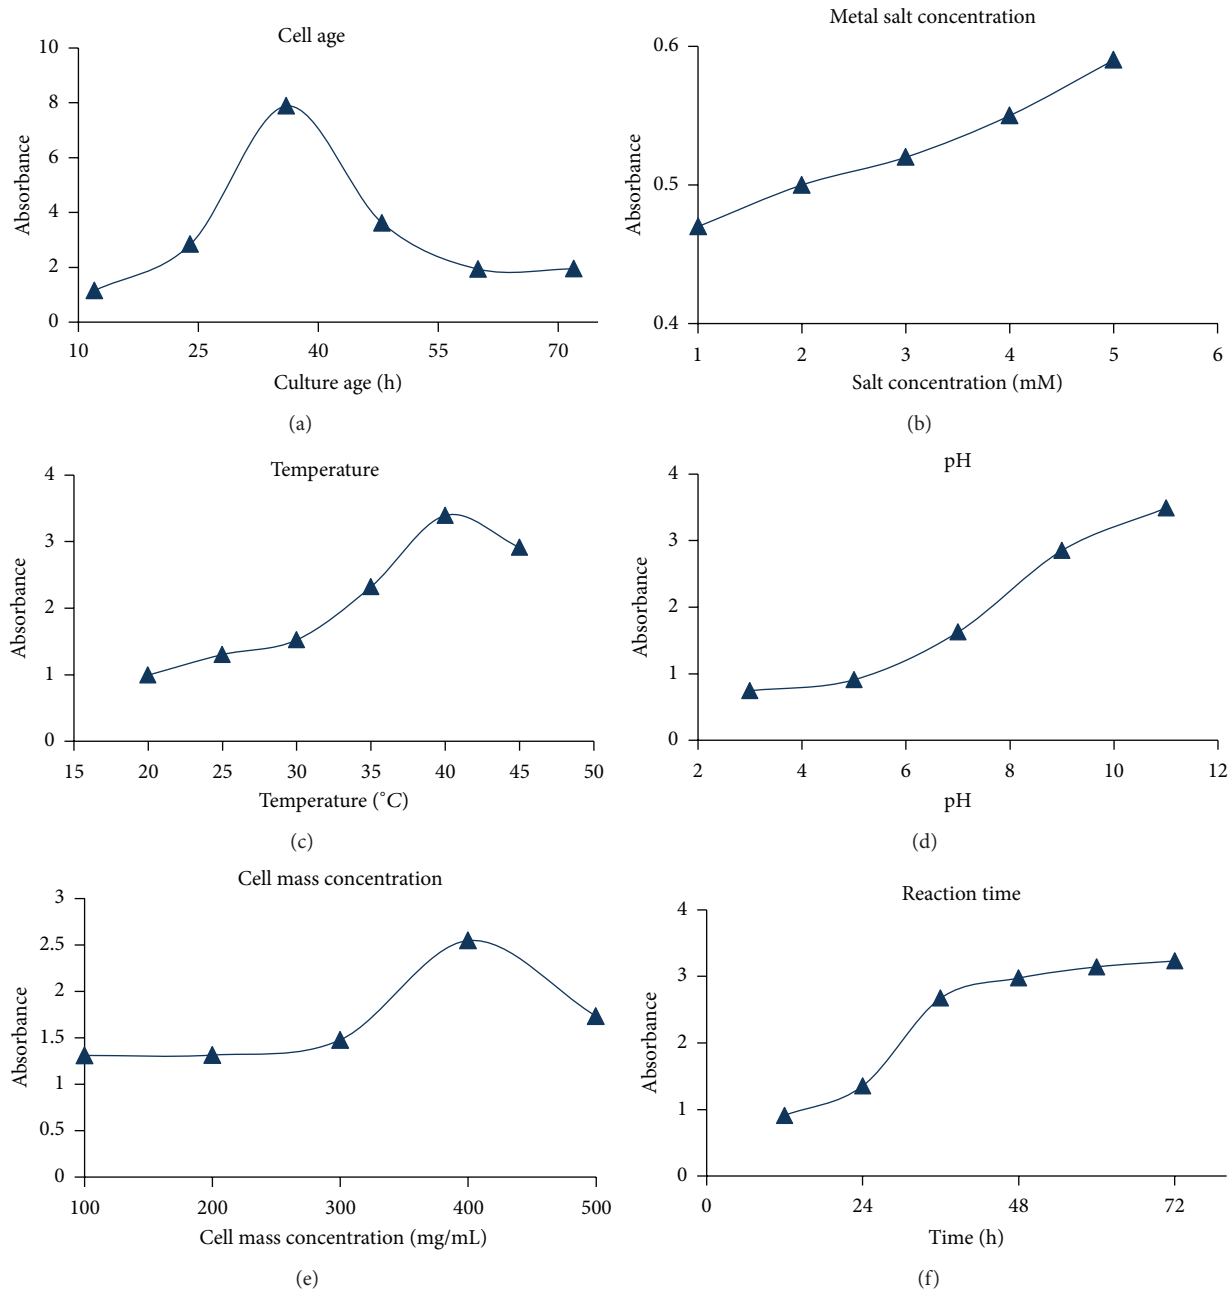 Cell age
10
8
6
4
2
0
Absorbance
10 25 40 55 70
Culture age (h)
(a)
Metal salt concentration
0.6
0.5
0.4
Absorbance
1 2 3 4 5 6
Salt concentration (mM)
(b)
Temperature
4
3
2
1
0
Absorbance
15 20 25 30 35 40 45 50
Temperature (°C)
(c)
pH
4
3
2
1
0
Absorbance
2 4 6 8 10 12
pH
(d)
Cell mass concentration
3
2.5
2
1.5
1
0.5
0
Absorbance
100 200 300 400 500
Cell mass concentration (mg/mL)
(e)
Reaction time
4
3
2
1
0
Absorbance
0 24 48 72
Time (h)
(f)